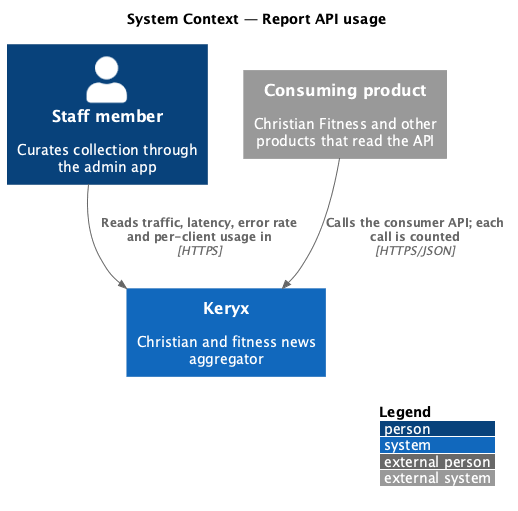 System Context — Report API usage
Staff member
Curates collection through
the admin app
Consuming product
Christian Fitness and other
products that read the API
Reads traffic, latency, error rate
and per-client usage in
[HTTPS]
Calls the consumer API; each
call is counted
[HTTPS/JSON]
Keryx
Christian and fitness news
aggregator
Legend
person
system
external person
external system